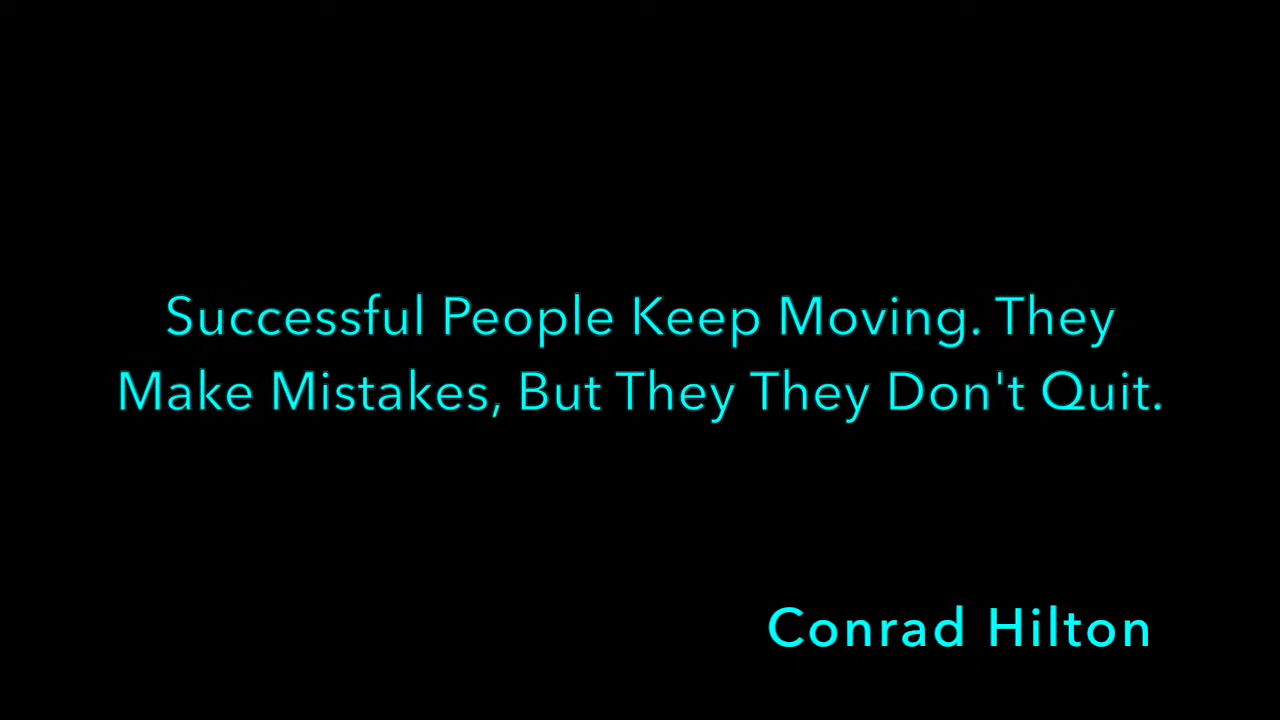 Successful People Keep Moving. They
Make Mistakes, But They They Don't Quit.
Conrad Hilton